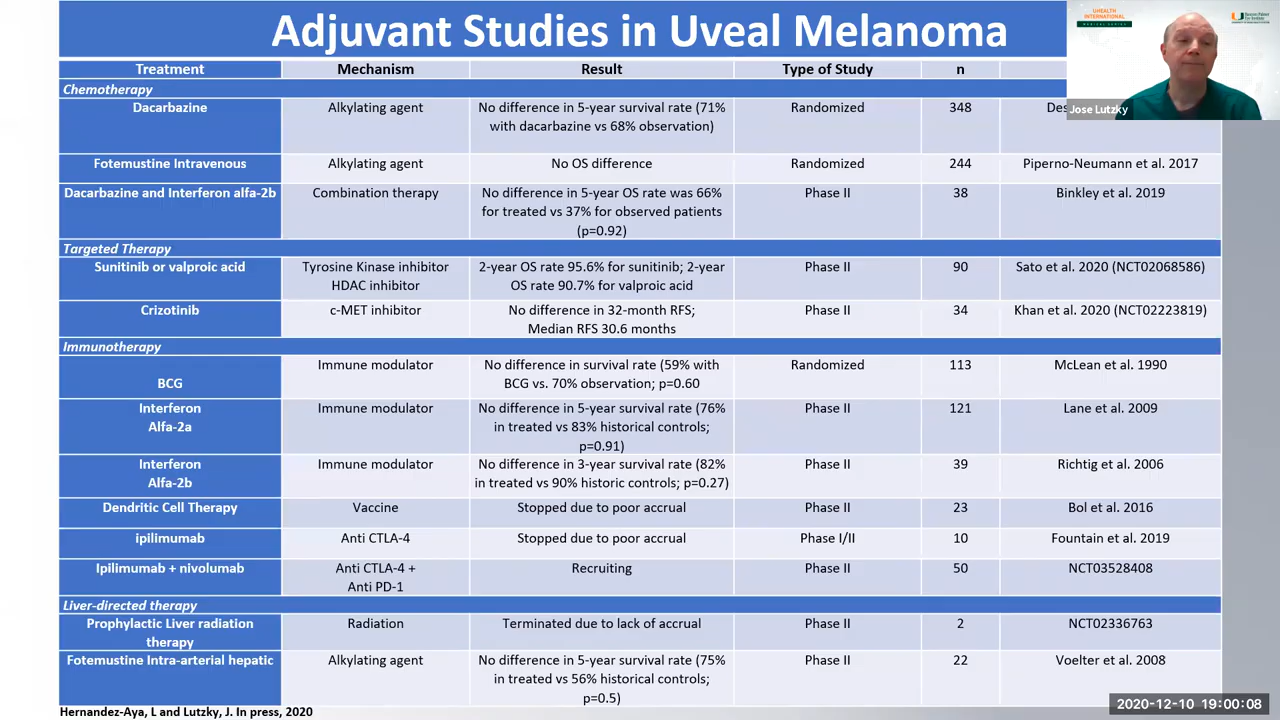 Adjuvant Studies in Uveal Melanoma
UHEALTH
INTERNATIONAL
Jose Lutzky
Treatment Mechanism Result Type of Study n
Chemotherapy
Dacarbazine Alkylating agent No difference in 5-year survival rate (71% Randomized 348
with dacarbazine vs 68% observation)
Fotemustine Intravenous Alkylating agent No OS difference Randomized 244 Piperno-Neumann et al. 2017
Dacarbazine and Interferon alfa-2b Combination therapy No difference in 5-year OS rate was 66% Phase II 38 Binkley et al. 2019
for treated vs 37% for observed patients
(p=0.92)
Targeted Therapy
Sunitinib or valproic acid Tyrosine Kinase inhibitor 2-year OS rate 95.6% for sunitinib; 2-year Phase II 90 Sato et al. 2020 (NCT02068586)
HDAC inhibitor OS rate 90.7% for valproic acid
Crizotinib c-MET inhibitor No difference in 32-month RFS; Phase II 34 Khan et al. 2020 (NCT02223819)
Median RFS 30.6 months
Immunotherapy
Immune modulator No difference in survival rate (59% with Randomized 113 McLean et al. 1990
BCG BCG vs. 70% observation; p=0.60
Interferon Immune modulator No difference in 5-year survival rate (76% Phase II 121 Lane et al. 2009
Alfa-2a in treated vs 83% historical controls;
p=0.91)
Interferon Immune modulator No difference in 3-year survival rate (82% Phase II 39 Richtig et al. 2006
Alfa-2b in treated vs 90% historic controls; p=0.27)
Dendritic Cell Therapy Vaccine Stopped due to poor accrual Phase II 23 Bol et al. 2016
ipilimumab Anti CTLA-4 Stopped due to poor accrual Phase I/II 10 Fountain et al. 2019
Ipilimumab + nivolumab Anti CTLA-4 + Recruiting Phase II 50 NCT03528408
Anti PD-1
Liver-directed therapy
Prophylactic Liver radiation Radiation Terminated due to lack of accrual Phase II 2 NCT02336763
therapy
Fotemustine Intra-arterial hepatic Alkylating agent No difference in 5-year survival rate (75% Phase II 22 Voelter et al. 2008
in treated vs 56% historical controls;
p=0.5)
Hernandez-Aya, L and Lutzky, J. In press, 2020
2020-12-10 19:00:08